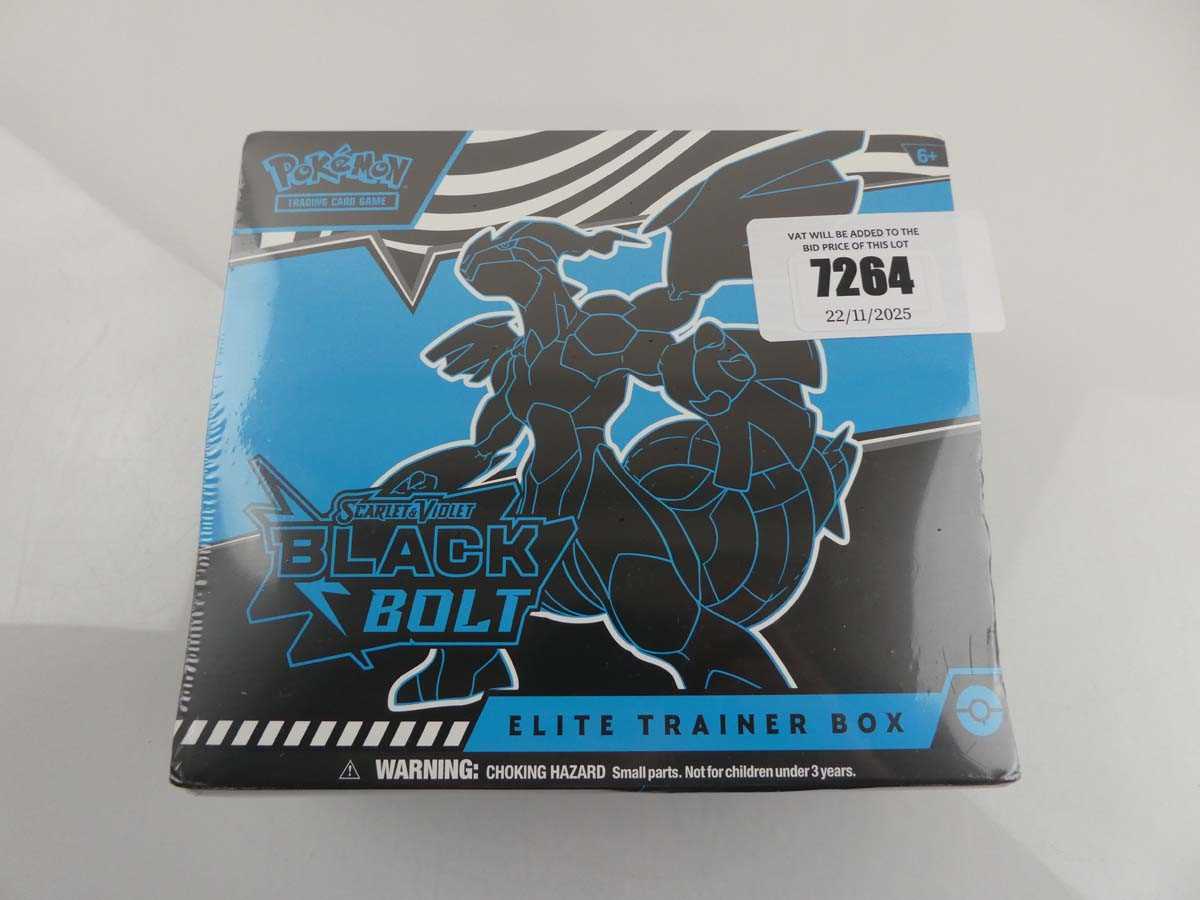 POKÉMON
TRADING CARD GAME
6+
VAT WILL BE ADDED TO THE
BID PRICE OF THIS LOT
7264
22/11/2025
SCARLET & VIOLET
BLACK
BOLT
ELITE TRAINER BOX
WARNING: CHOKING HAZARD Small parts. Not for children under 3 years.